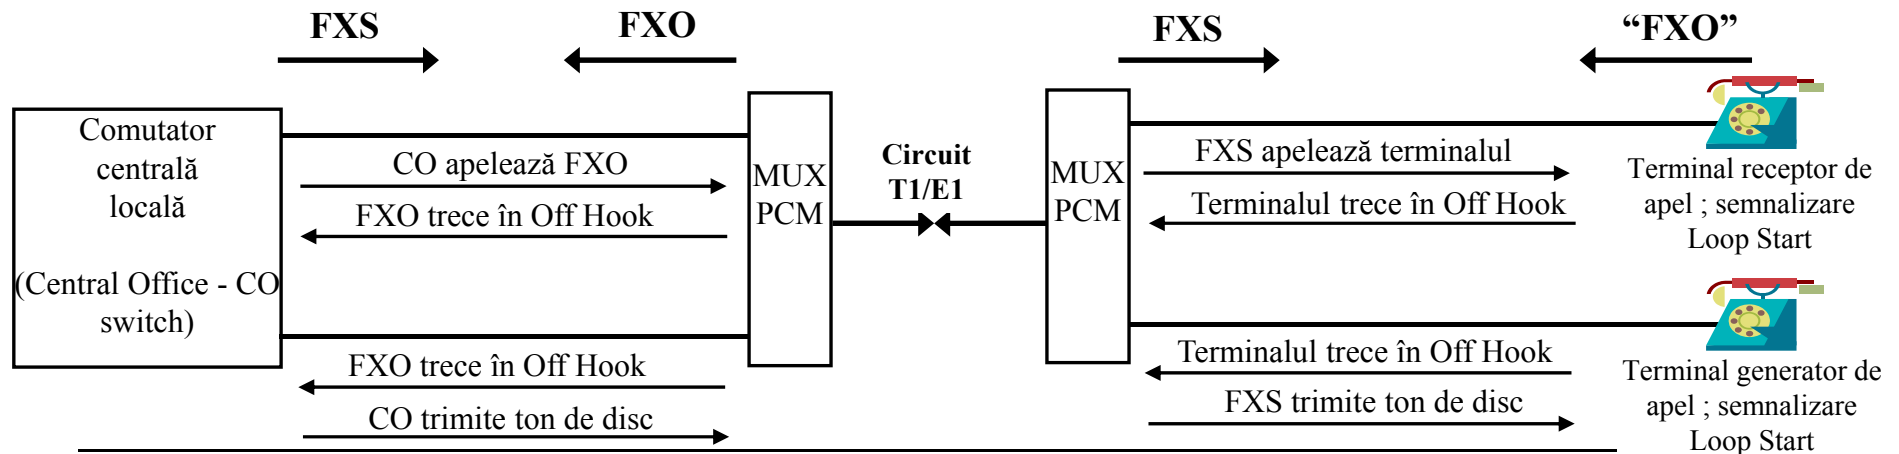 FXS
FXO
FXS
“FXO”
Comutator
centrală
locală
(Central Office - CO
switch)
CO apelează FXO
FXO trece în Off Hook
FXO trece în Off Hook
CO trimite ton de disc
MUX
PCM
Circuit
T1/E1
MUX
PCM
FXS apelează terminalul
Terminalul trece în Off Hook
Terminalul trece în Off Hook
FXS trimite ton de disc
Terminal receptor de
apel ; semnalizare
Loop Start
Terminal generator de
apel ; semnalizare
Loop Start